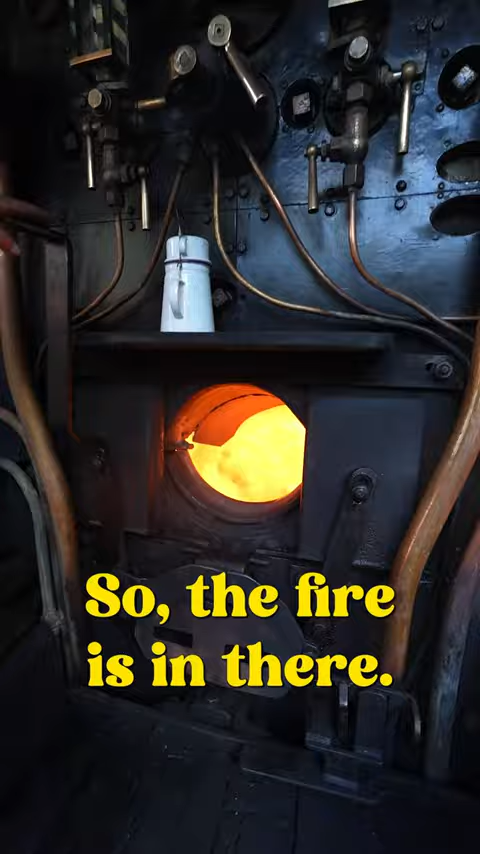 So, the fire
is in there.